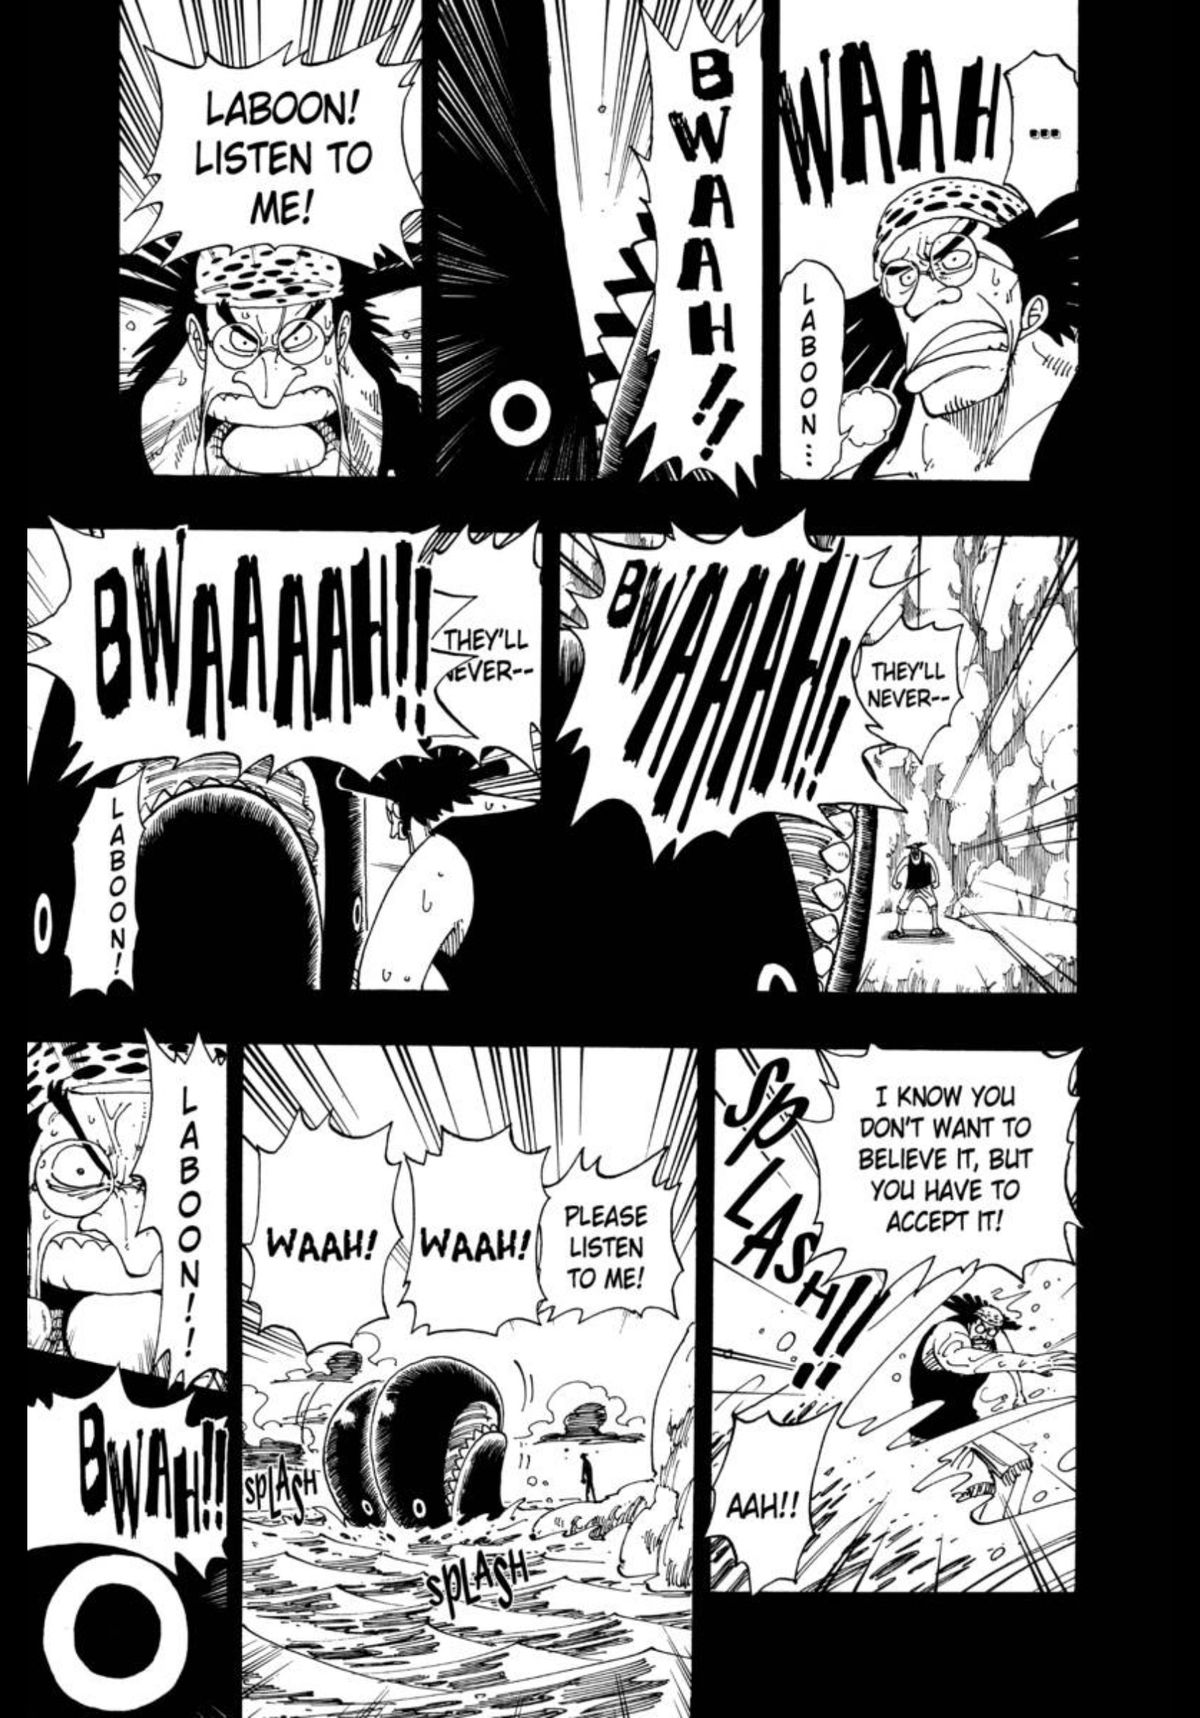 ...
WAAH
LABOON...
BWAAH!!
LABOON!
LISTEN TO
ME!
THEY'LL
NEVER--
BWAAAAH!!
THEY'LL
NEVER--
BWAAAAAH!!
LABOON!
I KNOW YOU
DON'T WANT TO
BELIEVE IT, BUT
YOU HAVE TO
ACCEPT IT!
SPLASH!!
AAH!!
PLEASE
LISTEN
TO ME!
WAAH!
WAAH!
SPLASH
SPLASH
LABOON!!
BWAH!!